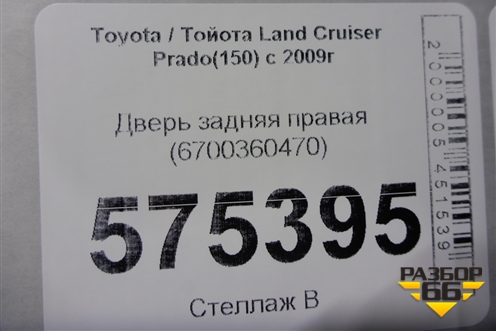 Toyota / Тойота Land Cruiser
Prado(150) с 2009г
Дверь задняя правая
(6700360470)
575395
Стеллаж В
2000005451539
РАЗБОР
66